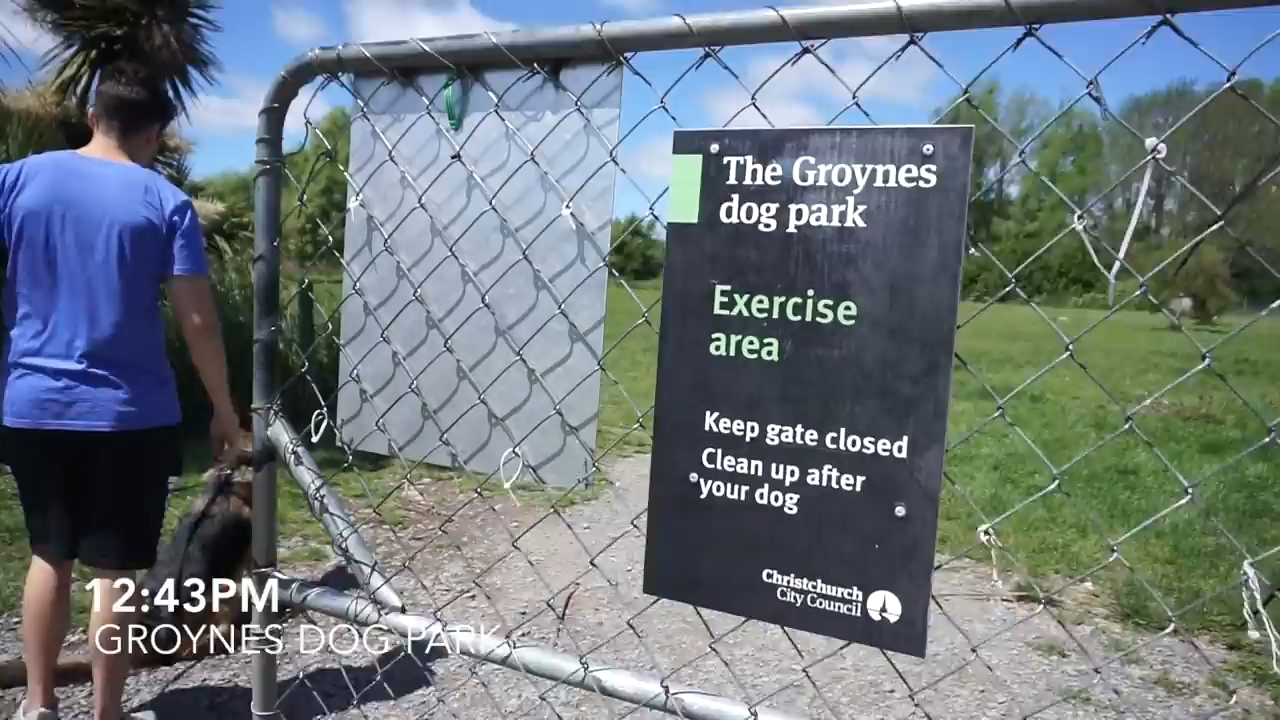 The Groynes
dog park
Exercise
area
Keep gate closed
Clean up after
your dog
Christchurch
City Council
12:43PM
GROYNES DOG PARK